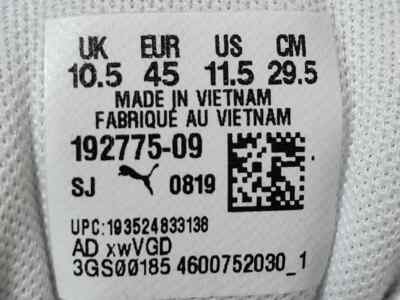 UK EUR US CM
10.5 45 11.5 29.5
MADE IN VIETNAM
FABRIQUÉ AU VIETNAM
192775-09
SJ 0819
UPC:193524833138
AD xwVGD
3GS00185 4600752030_1